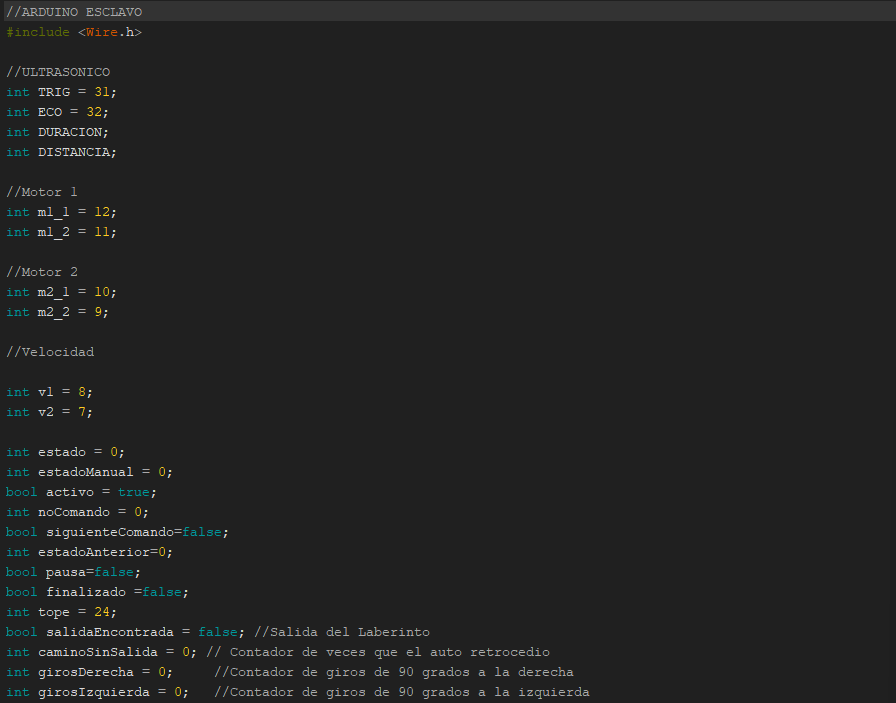 //ARDUINO ESCLAVO
#include <Wire.h>
//ULTRASONICO
int TRIG = 31;
int ECO = 32;
int DURACION;
int DISTANCIA;
//Motor 1
int m1_1 = 12;
int m1_2 = 11;
//Motor 2
int m2_1 = 10;
int m2_2 = 9;
//Velocidad
int v1 = 8;
int v2 = 7;
int estado = 0;
int estadoManual = 0;
bool activo = true;
int noComando = 0;
bool siguienteComando=false;
int estadoAnterior=0;
bool pausa=false;
bool finalizado =false;
int tope = 24;
bool salidaEncontrada = false; //Salida del Laberinto
int caminoSinSalida = 0; // Contador de veces que el auto retrocedio
int girosDerecha = 0;     //Contador de giros de 90 grados a la derecha
int girosIzquierda = 0;   //Contador de giros de 90 grados a la izquierda